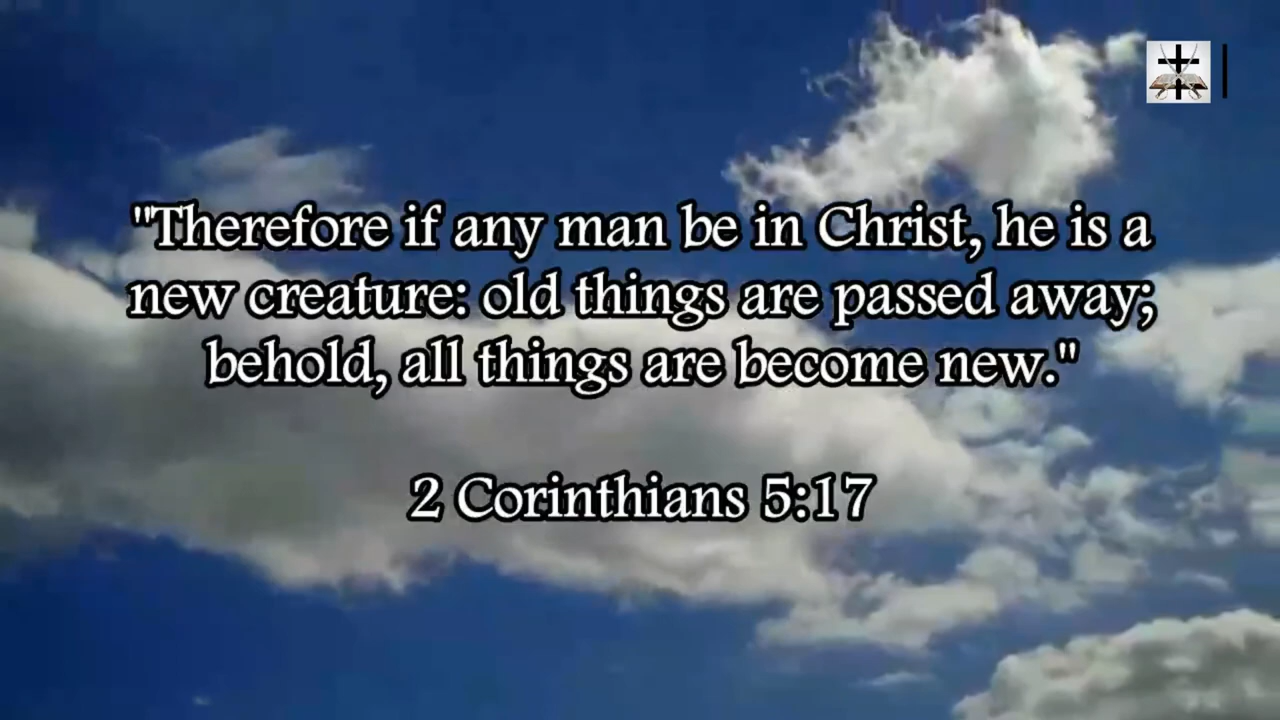 "Therefore if any man be in Christ, he is a
new creature: old things are passed away;
behold, all things are become new."
2 Corinthians 5:17